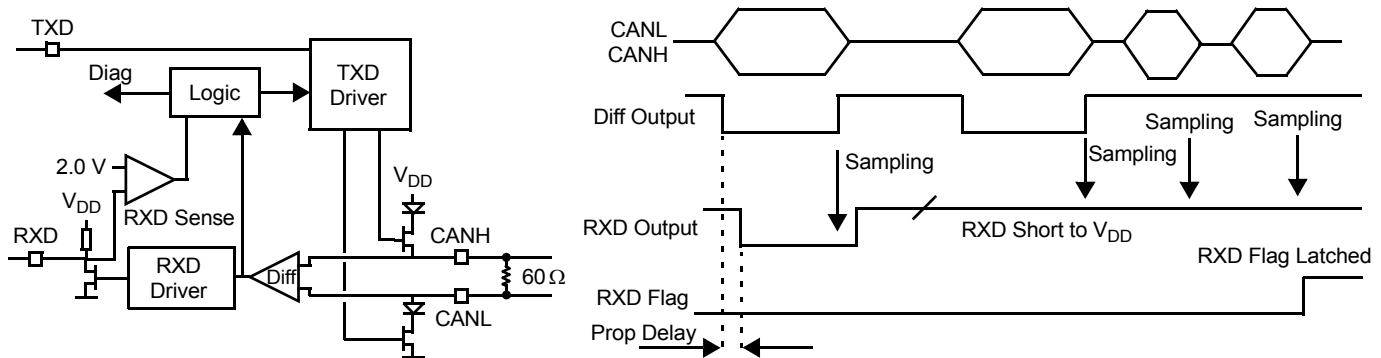 TXD
Diag
Logic
TXD
Driver
2.0 V
VDD
RXD Sense
RXD
RXD
Driver
Diff
VDD
CANH
60 Ω
CANL
CANL
CANH
Diff Output
Sampling
Sampling
Sampling
Sampling
RXD Output
RXD Short to VDD
RXD Flag Latched
RXD Flag
Prop Delay